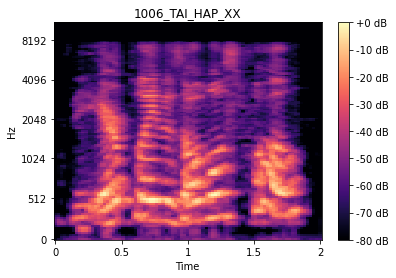 1006_TAI_HAP_XX
+0 dB
8192
-10 dB
4096
-20 dB
-30 dB
2048
Hz
-40 dB
1024
-50 dB
512
-60 dB
-70 dB
0
-80 dB
0 0.5 1 1.5 2
Time